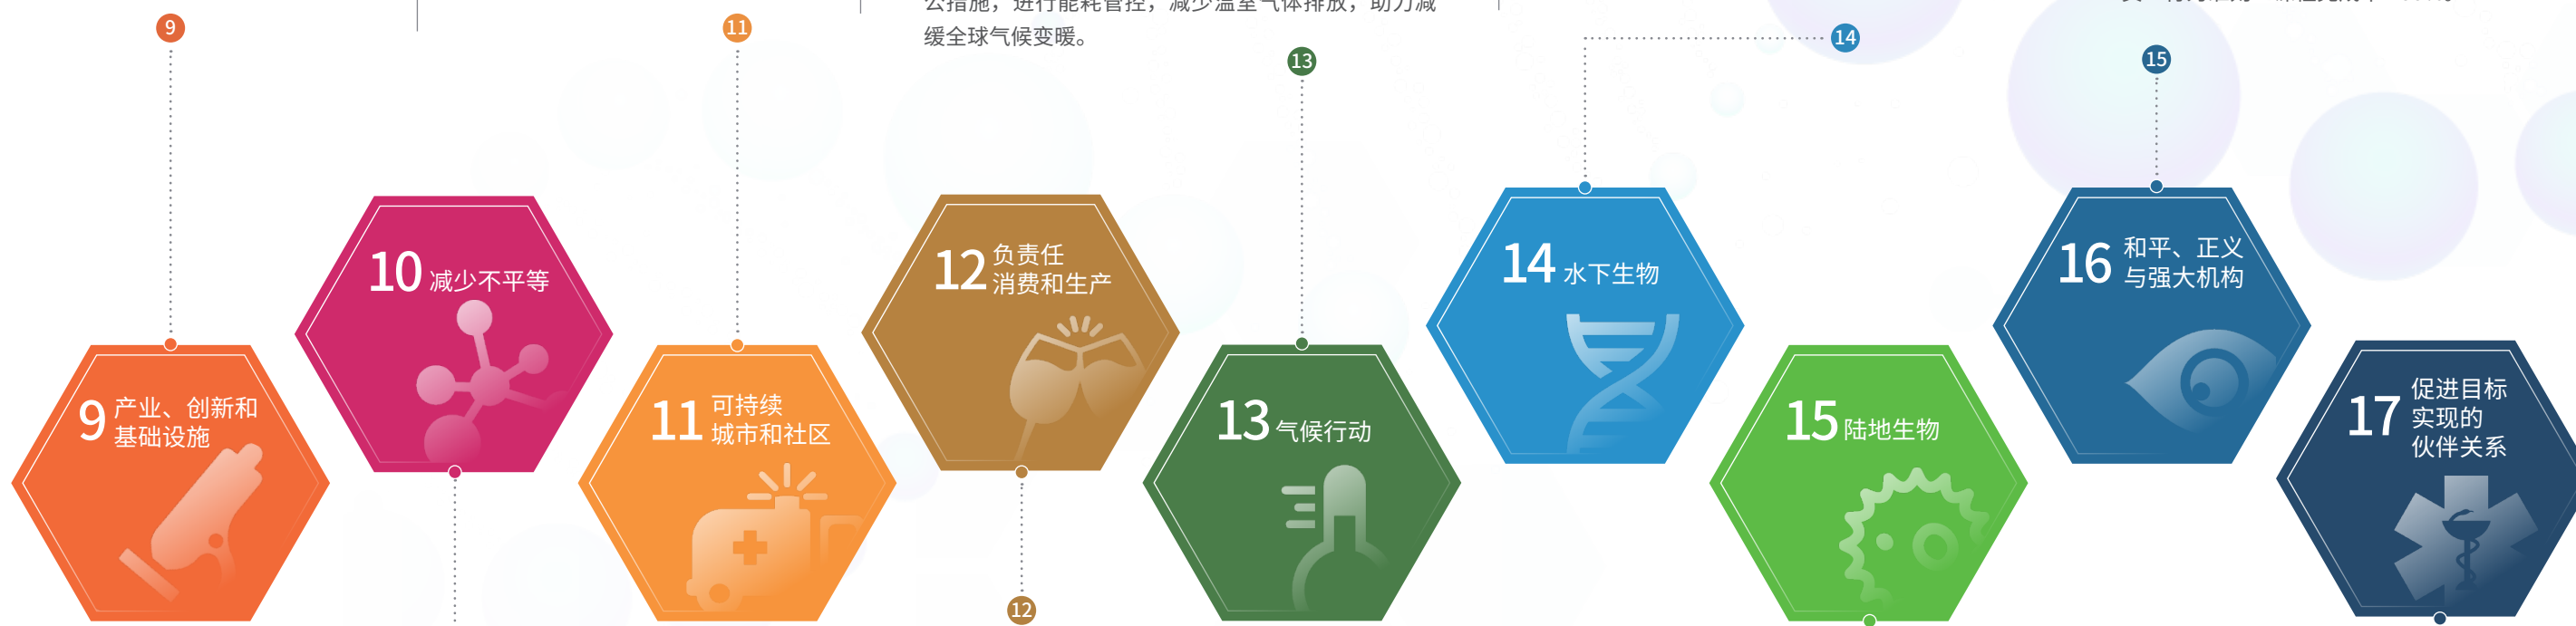 公措施，进行能耗管控，减少温室气体排放，助力减
缓全球气候变暖。
9
11
13
14
15
10 减少不平等
12 负责任
消费和生产
14 水下生物
16 和平、正义
与强大机构
9 产业、创新和
基础设施
11 可持续
城市和社区
13 气候行动
15 陆地生物
17 促进目标
实现的
伙伴关系
12